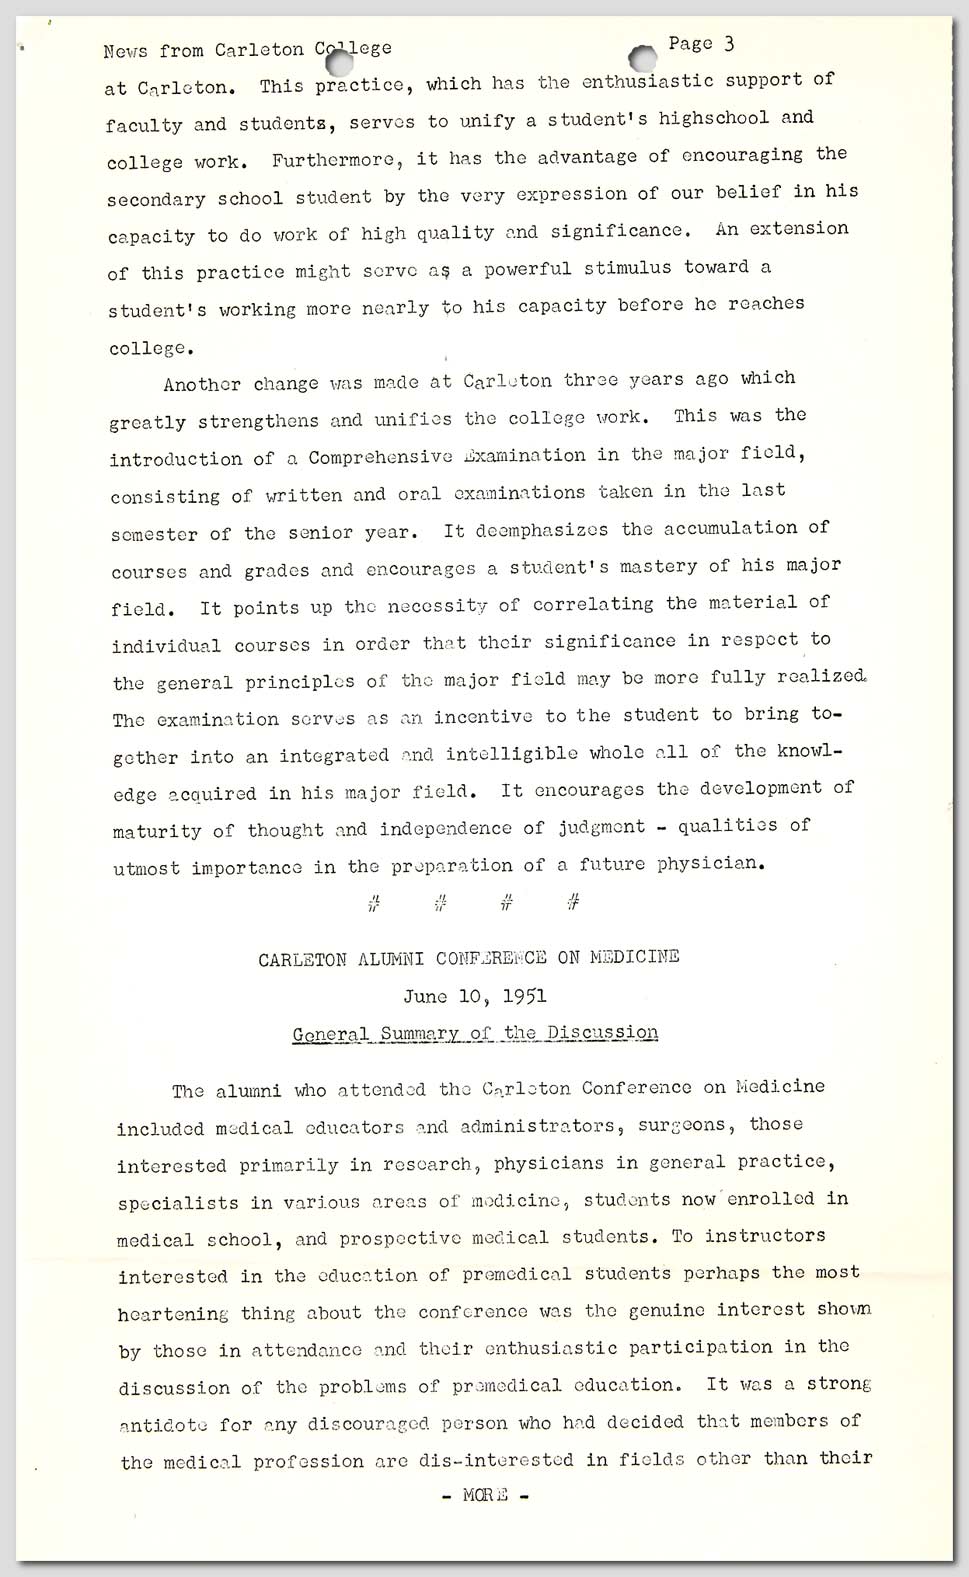 News from Carleton College Page 3
at Carleton. This practice, which has the enthusiastic support of
faculty and students, serves to unify a student's highschool and
college work. Furthermore, it has the advantage of encouraging the
secondary school student by the very expression of our belief in his
capacity to do work of high quality and significance. An extension
of this practice might serve as a powerful stimulus toward a
student's working more nearly to his capacity before he reaches
college.
Another change was made at Carleton three years ago which
greatly strengthens and unifies the college work. This was the
introduction of a Comprehensive Examination in the major field,
consisting of written and oral examinations taken in the last
semester of the senior year. It deemphasizes the accumulation of
courses and grades and encourages a student's mastery of his major
field. It points up the necessity of correlating the material of
individual courses in order that their significance in respect to
the general principles of the major field may be more fully realized.
The examination serves as an incentive to the student to bring to-
gether into an integrated and intelligible whole all of the knowl-
edge acquired in his major field. It encourages the development of
maturity of thought and independence of judgment - qualities of
utmost importance in the preparation of a future physician.
# # # #
CARLETON ALUMNI CONFERENCE ON MEDICINE
June 10, 1951
General Summary of the Discussion
The alumni who attended the Carleton Conference on Medicine
included medical educators and administrators, surgeons, those
interested primarily in research, physicians in general practice,
specialists in various areas of medicine, students now enrolled in
medical school, and prospective medical students. To instructors
interested in the education of premedical students perhaps the most
heartening thing about the conference was the genuine interest shown
by those in attendance and their enthusiastic participation in the
discussion of the problems of premedical education. It was a strong
antidote for any discouraged person who had decided that members of
the medical profession are dis-interested in fields other than their
- MORE -